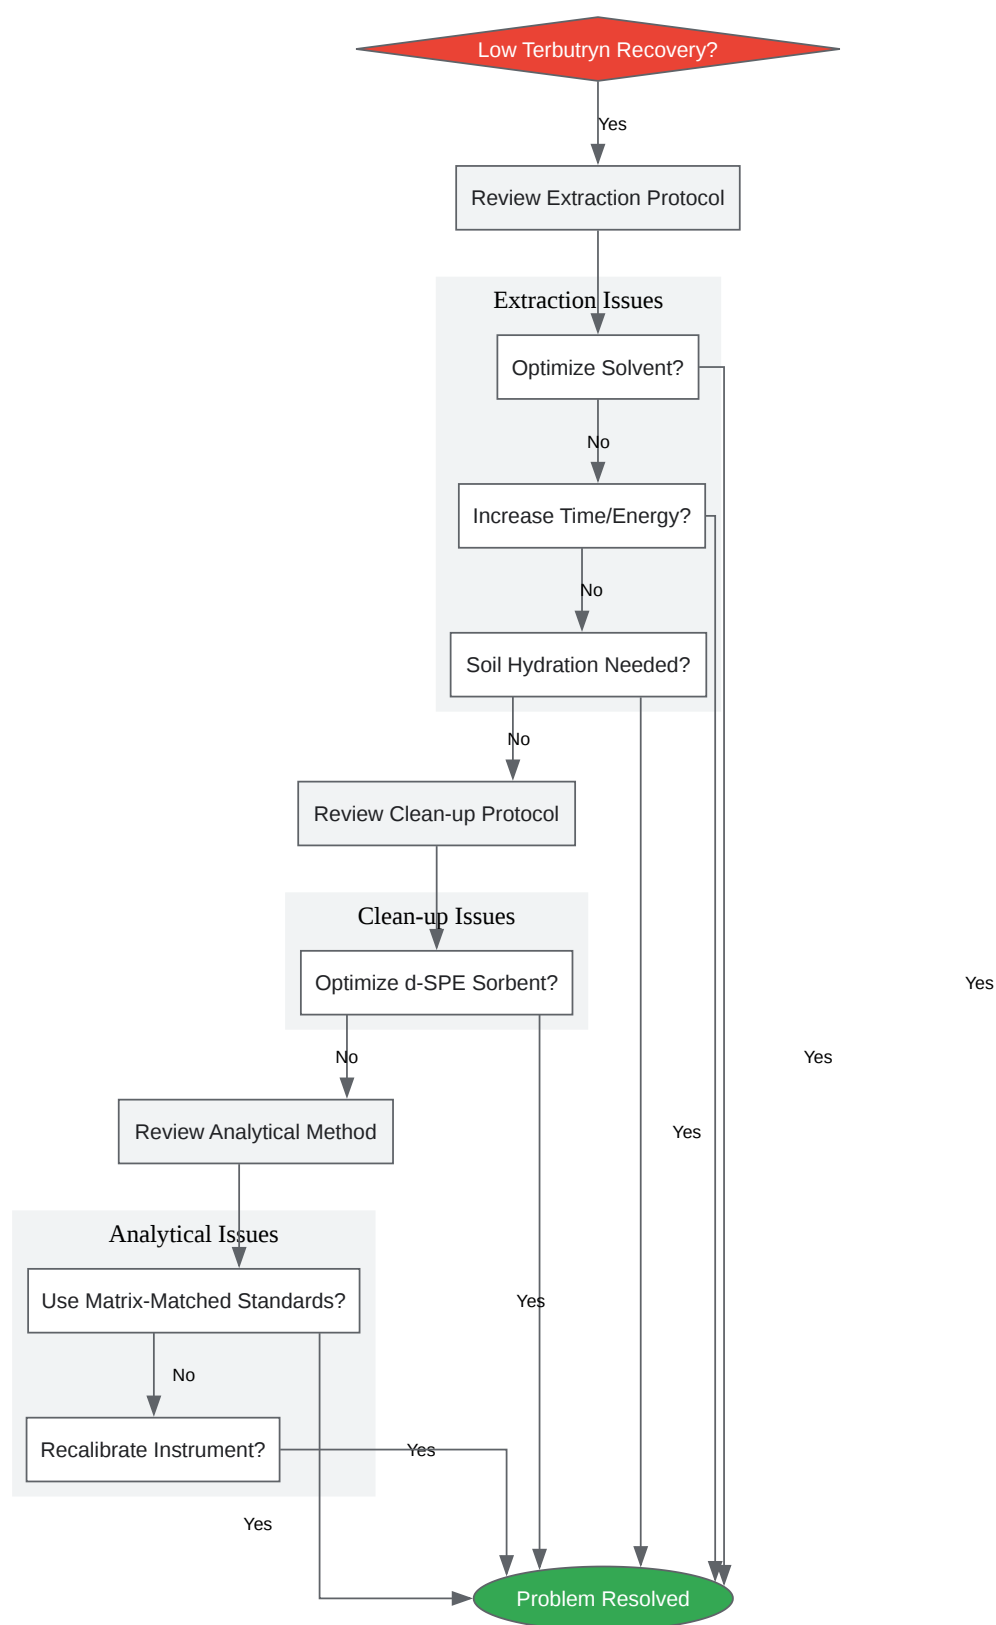 Low Terbutryn Recovery?
Yes
Review Extraction Protocol
Extraction Issues
Optimize Solvent?
No
Increase Time/Energy?
No
Soil Hydration Needed?
No
Review Clean-up Protocol
Clean-up Issues
Optimize d-SPE Sorbent?
Yes
No
Yes
Review Analytical Method
Yes
Analytical Issues
Use Matrix-Matched Standards?
Yes
No
Recalibrate Instrument?
Yes
Yes
Problem Resolved